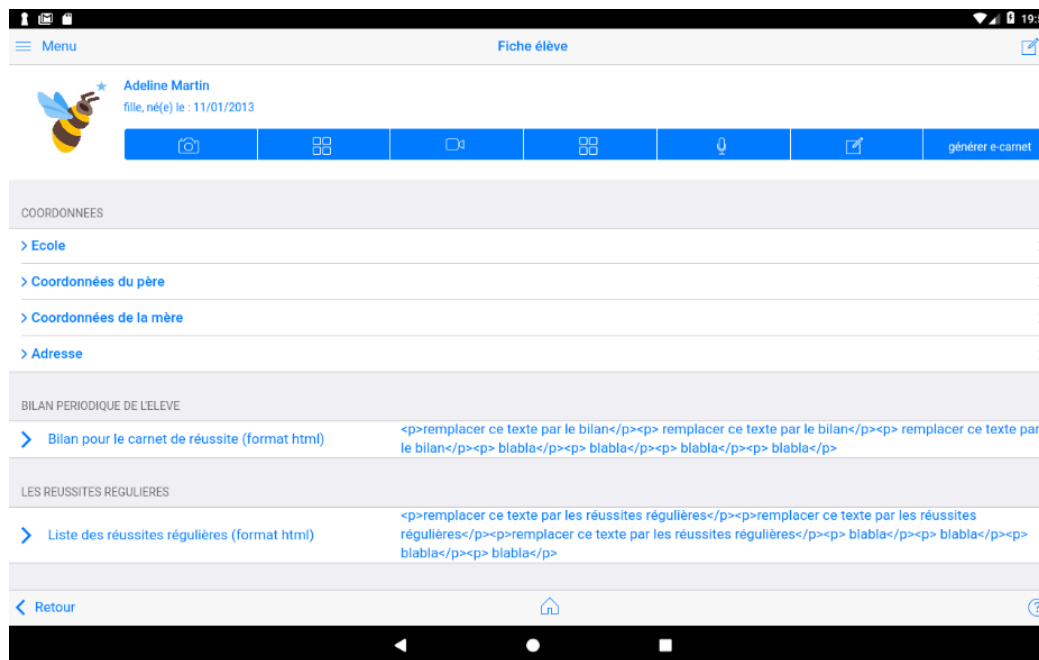 19:5
Menu
Fiche élève
Adeline Martin
fille, né(e) le : 11/01/2013
générer e-carnet
COORDONNEES
> Ecole
> Coordonnées du père
> Coordonnées de la mère
> Adresse
BILAN PERIODIQUE DE L'ELEVE
Bilan pour le carnet de réussite (format html)
<p>remplacer ce texte par le bilan</p><p> remplacer ce texte par le bilan</p><p> remplacer ce texte par
le bilan</p><p> blabla</p><p> blabla</p><p> blabla</p><p> blabla</p>
LES REUSSITES REGULIERES
Liste des réussites régulières (format html)
<p>remplacer ce texte par les réussites régulières</p><p>remplacer ce texte par les réussites
régulières</p><p>remplacer ce texte par les réussites régulières</p><p> blabla</p><p> blabla</p><p>
blabla</p><p> blabla</p>
Retour